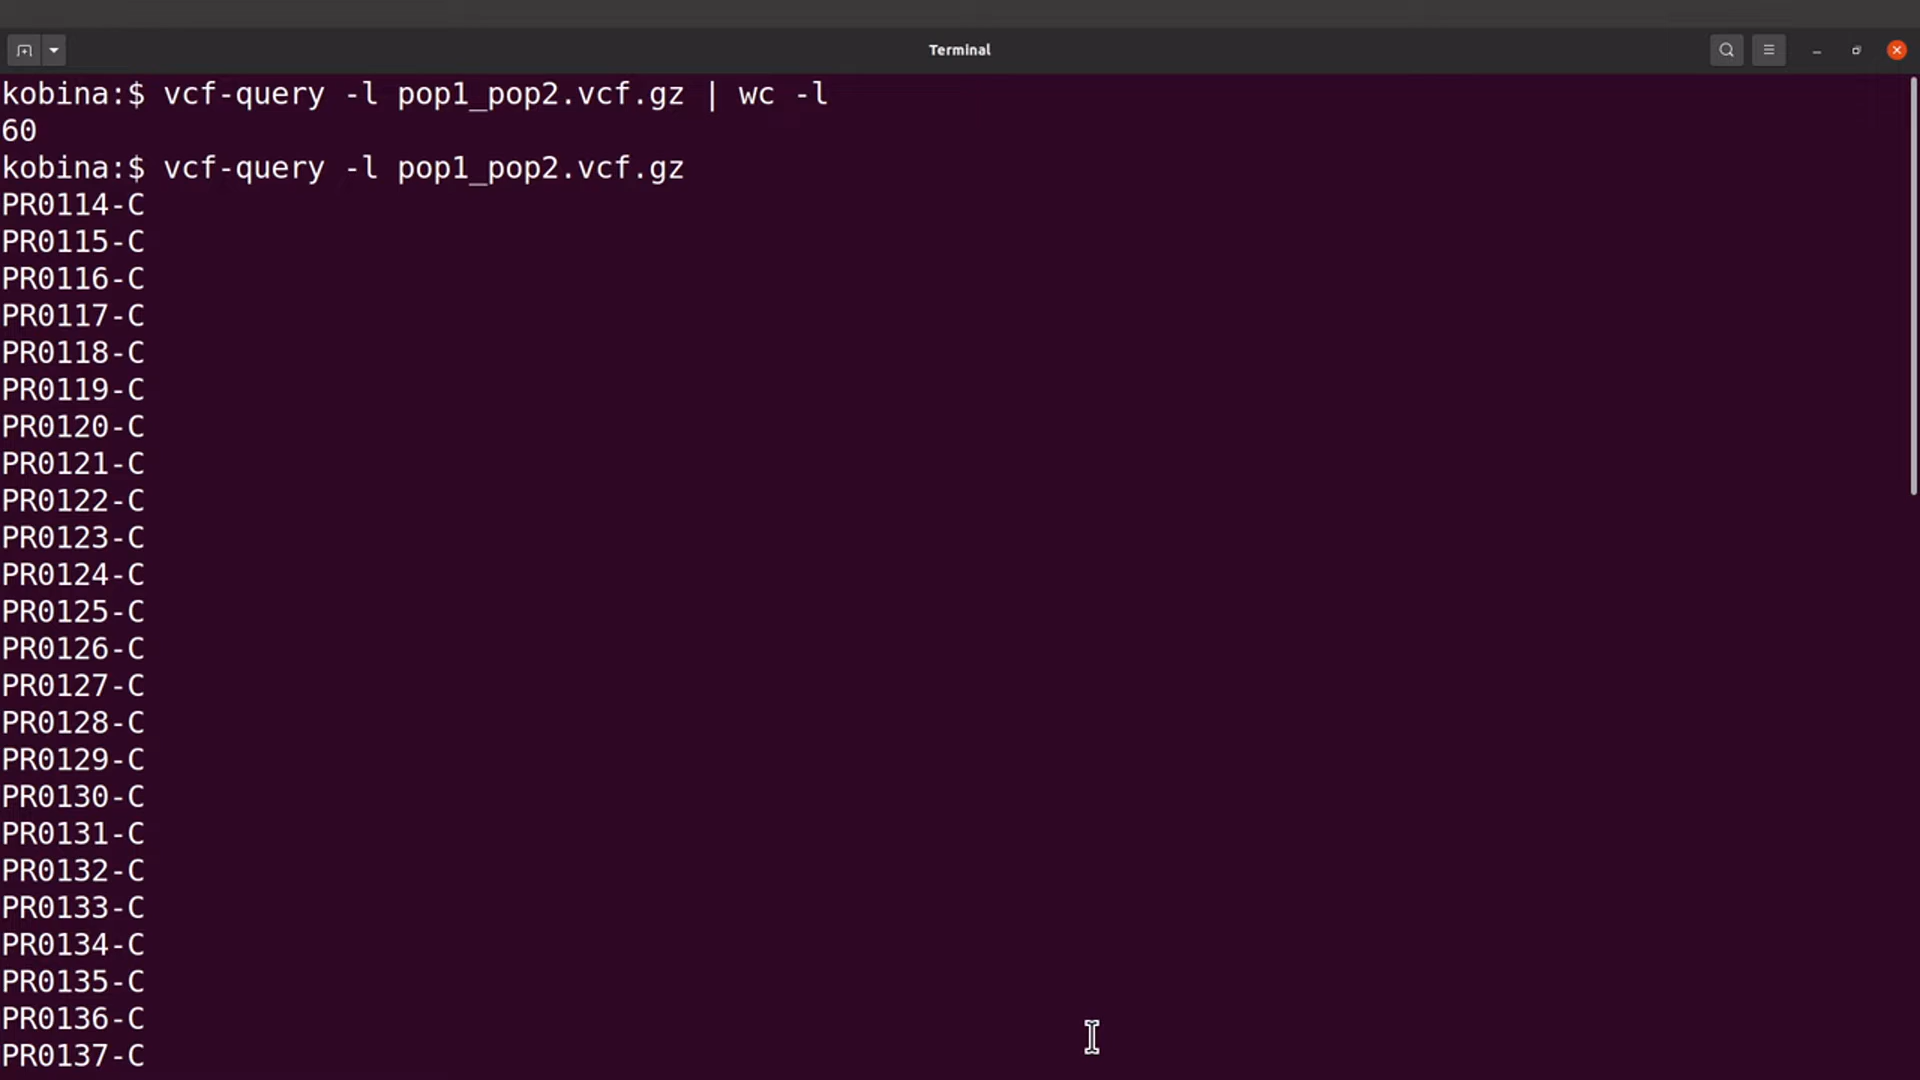 Terminal
kobina:$ vcf-query -l pop1_pop2.vcf.gz | wc -l
60
kobina:$ vcf-query -l pop1_pop2.vcf.gz
PR0114-C
PR0115-C
PR0116-C
PR0117-C
PR0118-C
PR0119-C
PR0120-C
PR0121-C
PR0122-C
PR0123-C
PR0124-C
PR0125-C
PR0126-C
PR0127-C
PR0128-C
PR0129-C
PR0130-C
PR0131-C
PR0132-C
PR0133-C
PR0134-C
PR0135-C
PR0136-C
PR0137-C